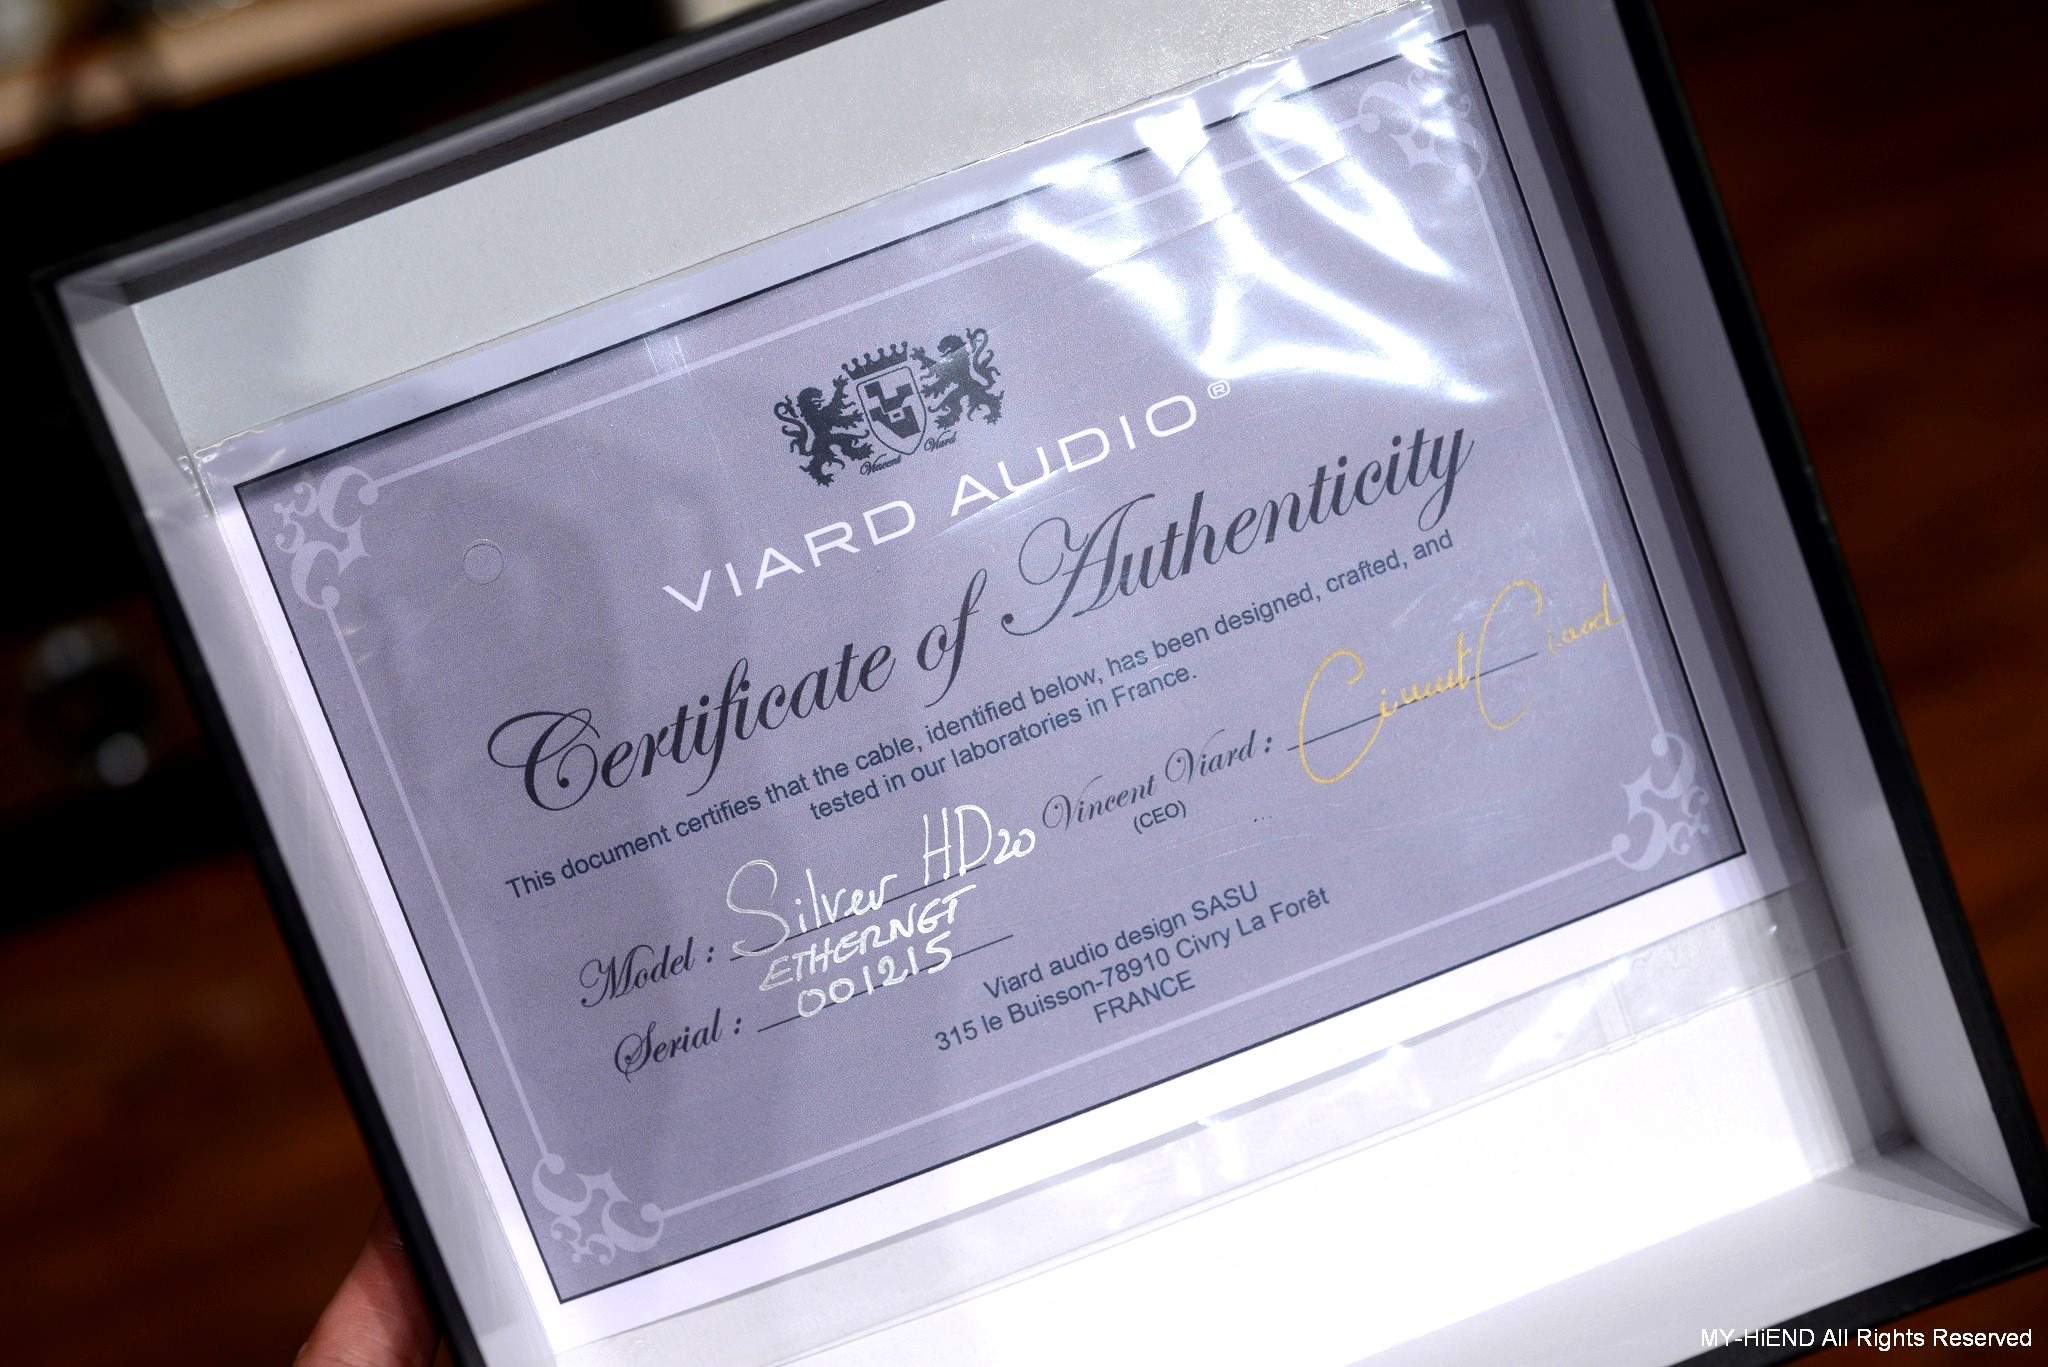 Vincent Viard
VIARD AUDIO®
Certificate of Authenticity
This document certifies that the cable, identified below, has been designed, crafted, and
tested in our laboratories in France.
Model : Silver HD20
ETHERNET
Serial : 001215
Vincent Viard :
(CEO)
Viard audio design SASU
315 le Buisson-78910 Civry La Forêt
FRANCE
MY-HiEND All Rights Reserved